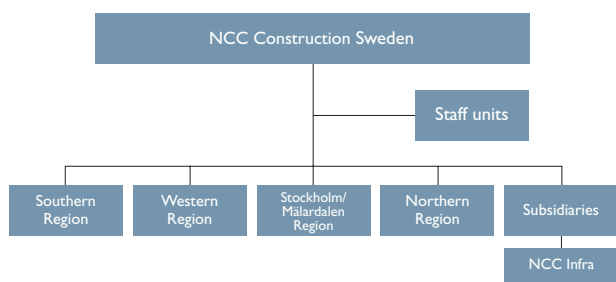 NCC Construction Sweden
Staff units
Southern
Region
Western
Region
Stockholm/
Mälardalen
Region
Northern
Region
Subsidiaries
NCC Infra